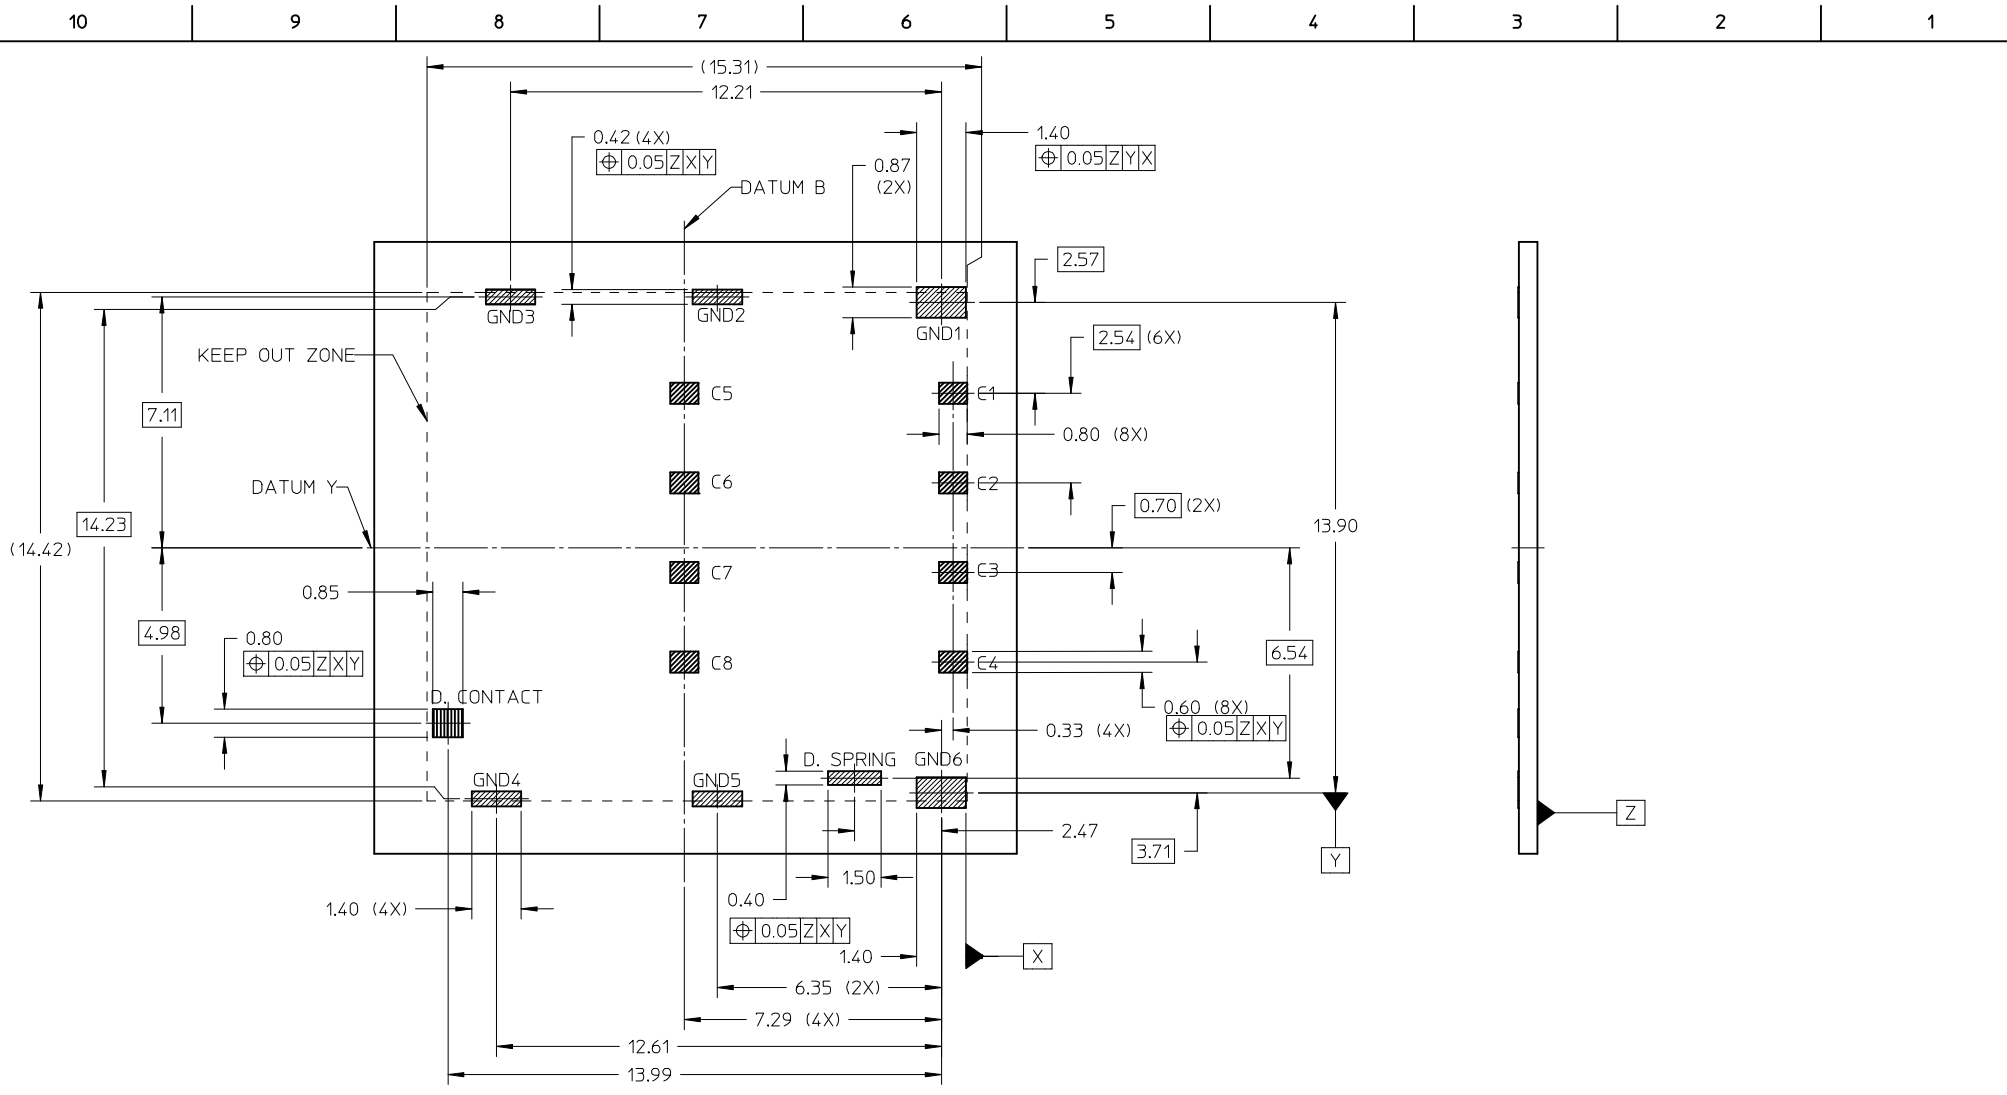 10 9 8 7 6 5 4 3 2 1
(15.31)
12.21
0.42 (4X)
⌖ 0.05 Z X Y
1.40
⌖ 0.05 Z Y X
0.87
(2X)
DATUM B
2.57
GND3
GND2
GND1
2.54 (6X)
KEEP OUT ZONE
C5
C1
7.11
0.80 (8X)
DATUM Y
C6
C2
0.70 (2X)
14.23
13.90
(14.42)
C7
C3
0.85
4.98
0.80
⌖ 0.05 Z X Y
C8
C4
6.54
D. CONTACT
0.60 (8X)
⌖ 0.05 Z X Y
0.33 (4X)
D. SPRING
GND6
GND4
GND5
Z
2.47
3.71
Y
1.50
0.40
⌖ 0.05 Z X Y
1.40 (4X)
1.40
X
6.35 (2X)
7.29 (4X)
12.61
13.99